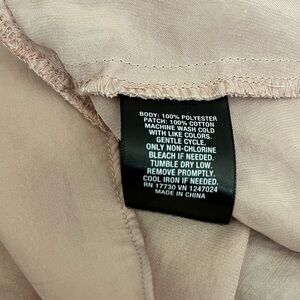 BODY: 100% POLYESTER
PATCH: 100% COTTON
MACHINE WASH COLD
WITH LIKE COLORS.
GENTLE CYCLE.
ONLY NON-CHLORINE
BLEACH IF NEEDED.
TUMBLE DRY LOW.
REMOVE PROMPTLY.
COOL IRON IF NEEDED.
RN 17730 VN 1247024
MADE IN CHINA